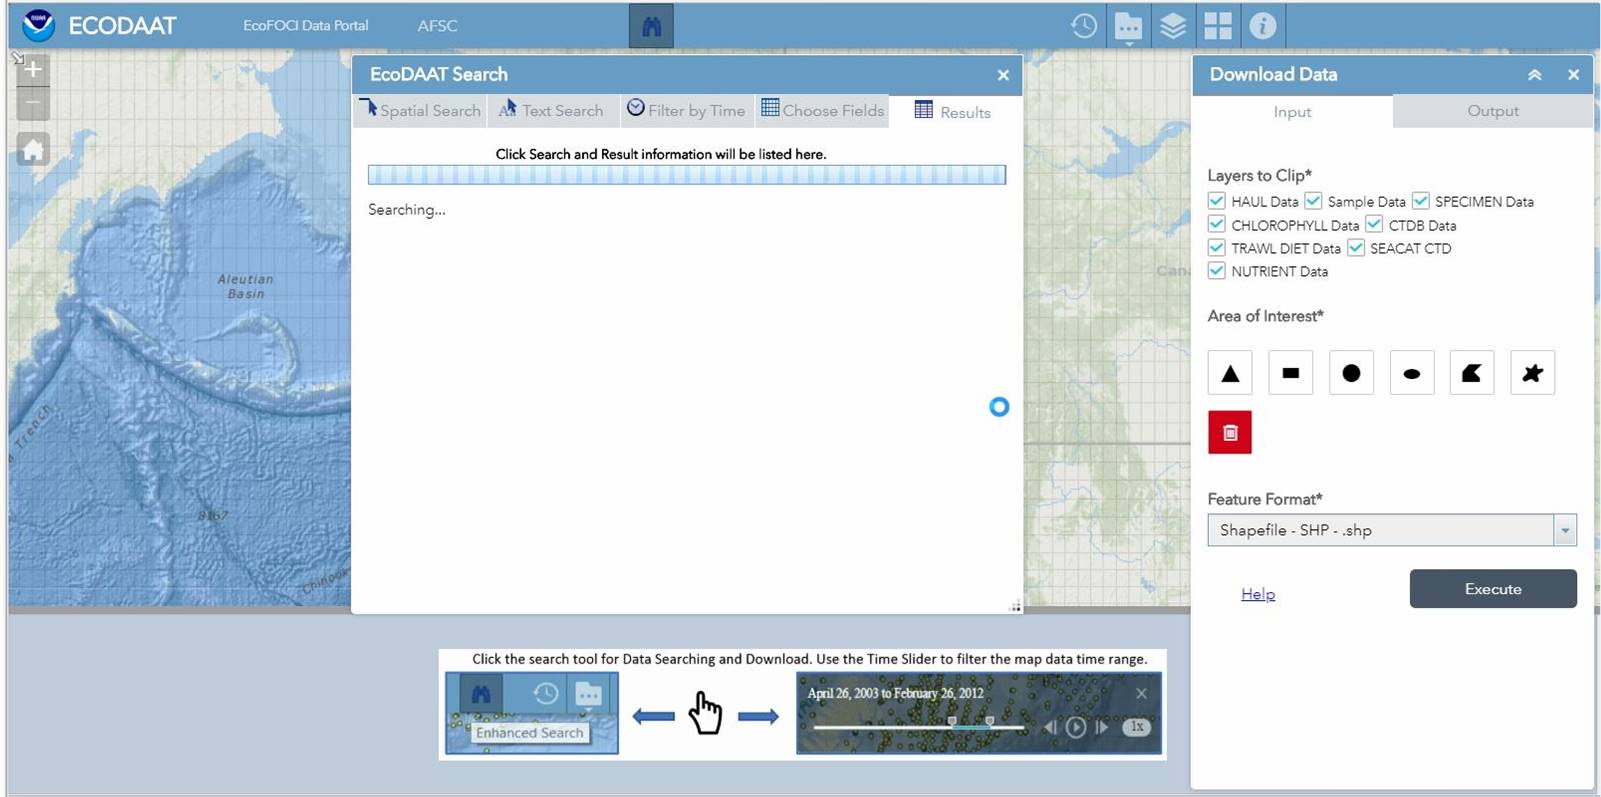 NOAA
ECODAAT
EcoFOCI Data Portal
AFSC
EcoDAAT Search
Spatial Search
Text Search
Filter by Time
Choose Fields
Results
Click Search and Result information will be listed here.
Searching...
Download Data
Input
Output
Layers to Clip*
HAUL Data Sample Data SPECIMEN Data
CHLOROPHYLL Data CTDB Data
TRAWL DIET Data SEACAT CTD
NUTRIENT Data
Area of Interest*
Feature Format*
Shapefile - SHP - .shp
Help
Execute
Aleutian
Basin
Trench
Chinook
Cana
Click the search tool for Data Searching and Download. Use the Time Slider to filter the map data time range.
Enhanced Search
April 26, 2003 to February 26, 2012
1x